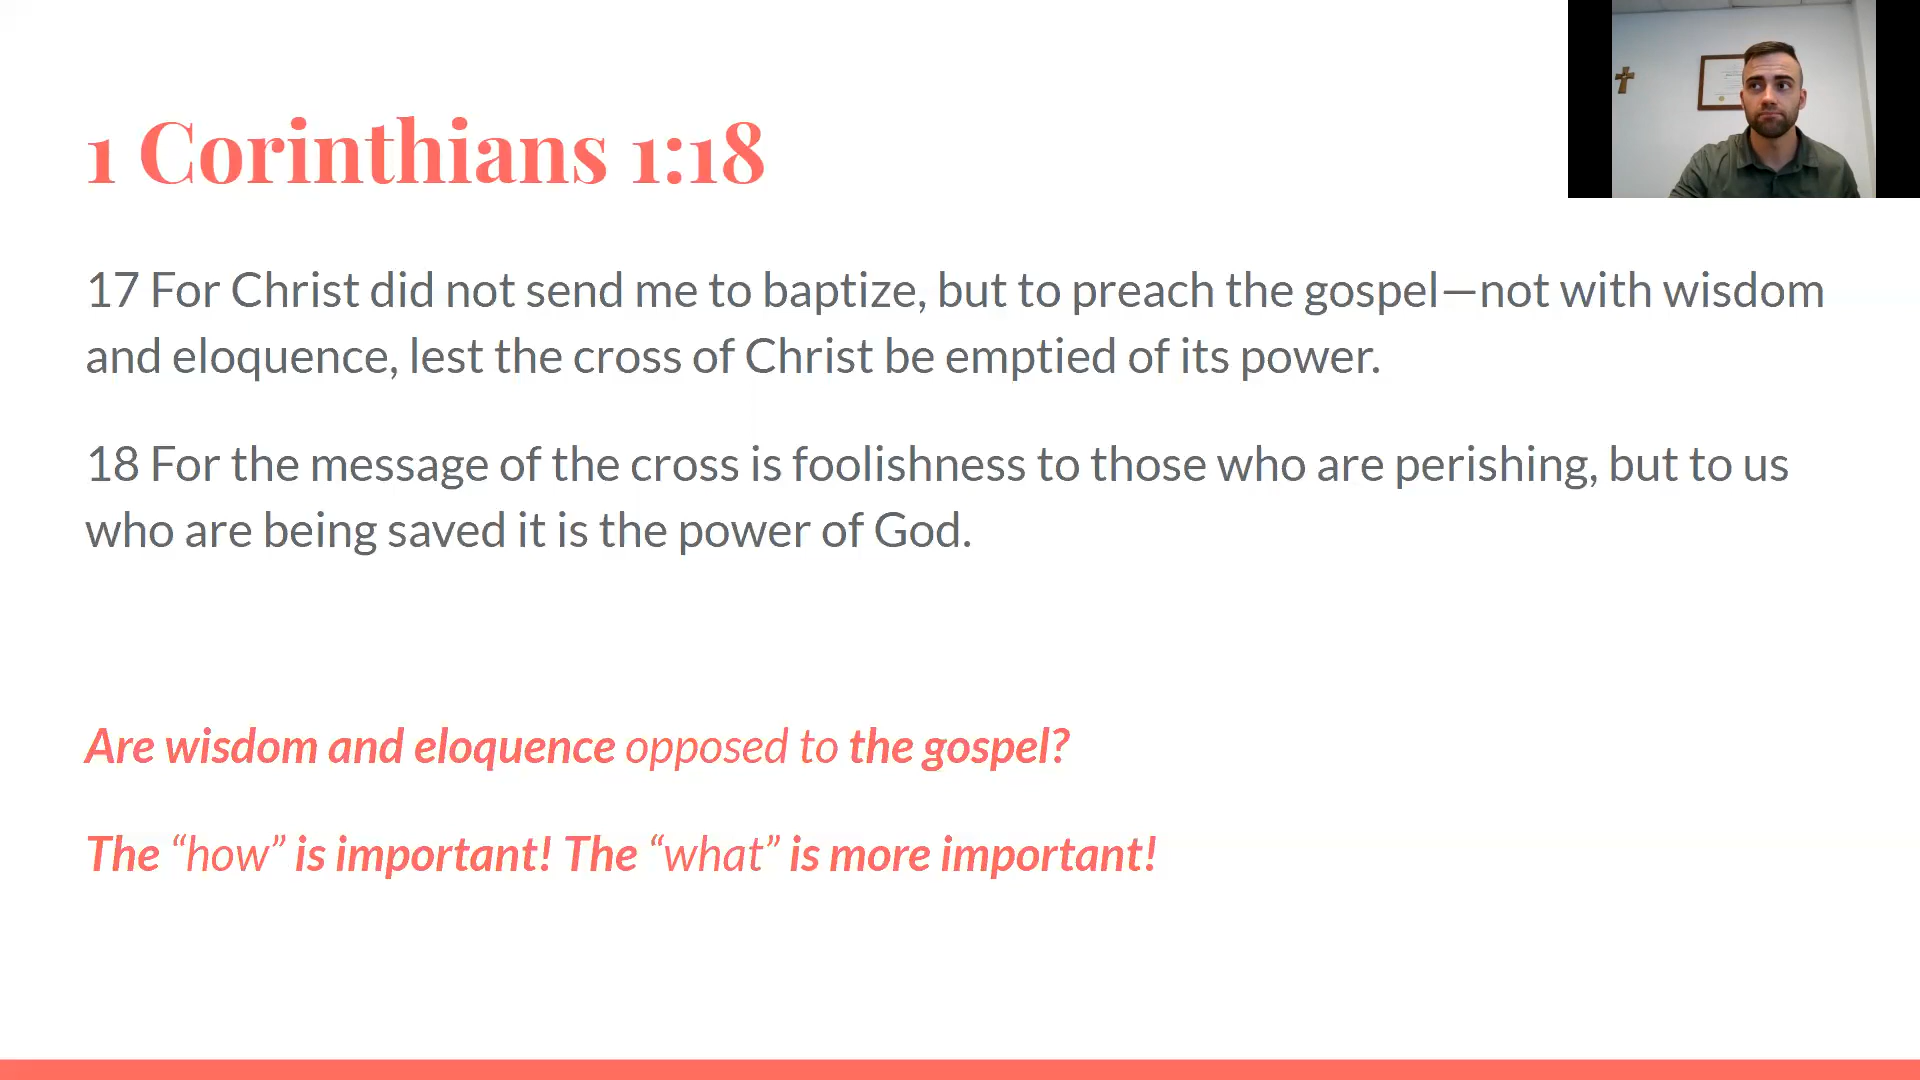 1 Corinthians 1:18
17 For Christ did not send me to baptize, but to preach the gospel—not with wisdom
and eloquence, lest the cross of Christ be emptied of its power.
18 For the message of the cross is foolishness to those who are perishing, but to us
who are being saved it is the power of God.
Are wisdom and eloquence opposed to the gospel?
The “how” is important! The “what” is more important!